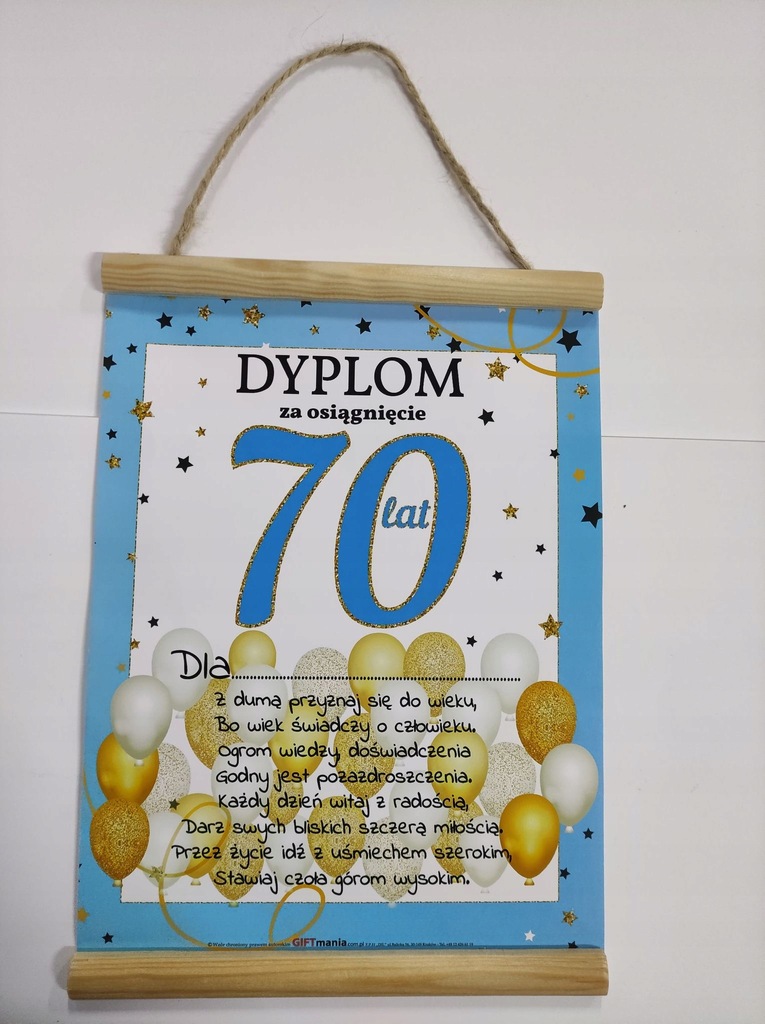 DYPLOM
za osiągnięcie
70
lat
Dla
Z dumą przyznaj się do wieku,
Bo wiek świadczy o człowieku.
Ogrom wiedzy, doświadczenia
Godny jest pozazdroszczenia.
Każdy dzień witaj z radością,
Darz swych bliskich szczerą miłością.
Przez życie idź z uśmiechem szerokim,
Stawiaj czoła górom wysokim.
GIFTmania.com.pl